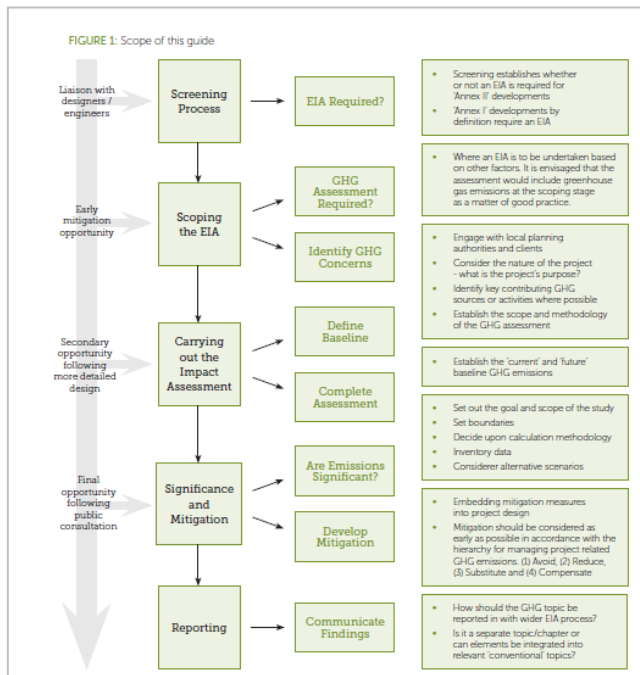 FIGURE 1: Scope of this guide
Liaison with
designers /
engineers
Screening
Process
EIA Required?
• Screening establishes whether
or not an EIA is required for
'Annex II' developments
• 'Annex I' developments by
definition require an EIA
Early
mitigation
opportunity
Scoping
the EIA
GHG
Assessment
Required?
• Where an EIA is to be undertaken based
on other factors. It is envisaged that the
assessment would include greenhouse
gas emissions at the scoping stage
as a matter of good practice.
Identify GHG
Concerns
• Engage with local planning
authorities and clients
• Consider the nature of the project
- what is the project's purpose?
• Identify key contributing GHG
sources or activities where possible
• Establish the scope and methodology
of the GHG assessment
Secondary
opportunity
following
more detailed
design
Carrying
out the
Impact
Assessment
Define
Baseline
• Establish the 'current' and 'future'
baseline GHG emissions
Complete
Assessment
• Set out the goal and scope of the study
• Set boundaries
• Decide upon calculation methodology
• Inventory data
• Considerer alternative scenarios
Final
opportunity
following
public
consultation
Significance
and
Mitigation
Are Emissions
Significant?
Develop
Mitigation
• Embedding mitigation measures
into project design
• Mitigation should be considered as
early as possible in accordance with the
hierarchy for managing project related
GHG emissions. (1) Avoid, (2) Reduce,
(3) Substitute and (4) Compensate
Reporting
Communicate
Findings
• How should the GHG topic be
reported in with wider EIA process?
• Is it a separate topic/chapter or
can elements be integrated into
relevant 'conventional' topics?